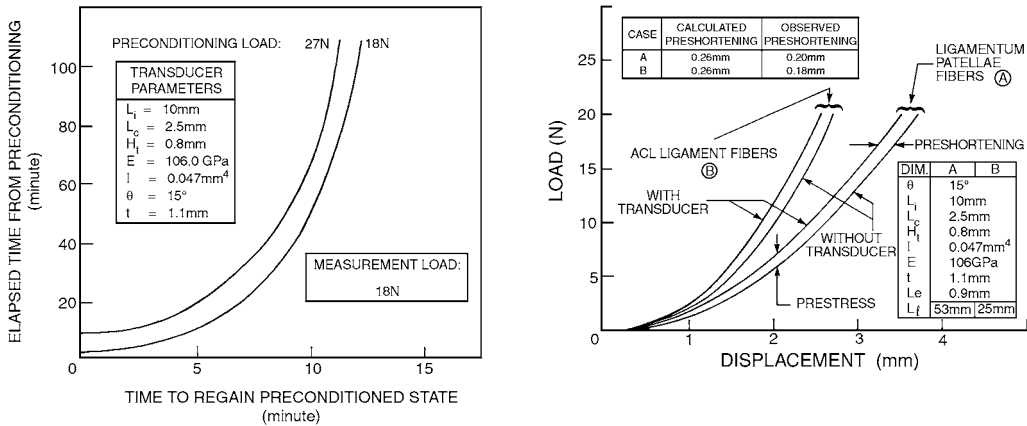 ELAPSED TIME FROM PRECONDITIONING
(minute)
100
80
60
40
20
0
5
10
15
TIME TO REGAIN PRECONDITIONED STATE
(minute)
PRECONDITIONING LOAD: 27N 18N
TRANSDUCER
PARAMETERS
Li = 10mm
Lc = 2.5mm
Ht = 0.8mm
E = 106.0 GPa
I = 0.047mm⁴
θ = 15°
t = 1.1mm
MEASUREMENT LOAD:
18N
LOAD (N)
25
20
15
10
5
0
0 1 2 3 4
DISPLACEMENT (mm)
CASE CALCULATED PRESHORTENING OBSERVED PRESHORTENING
A 0.26mm 0.20mm
B 0.26mm 0.18mm
LIGAMENTUM
PATELLAE
FIBERS A
ACL LIGAMENT FIBERS
B
PRESHORTENING
WITH
TRANSDUCER
WITHOUT
TRANSDUCER
PRESTRESS
DIM. A B
θ 15°
Li 10mm
Lc 2.5mm
Ht 0.8mm
I 0.047mm⁴
E 106GPa
t 1.1mm
Le 0.9mm
Lf 53mm 25mm